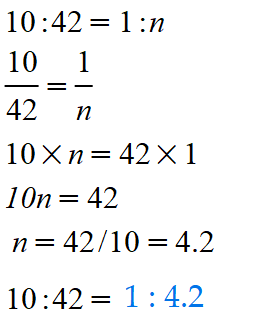 10:42 = 1:n
10/42 = 1/n
10 × n = 42 × 1
10n = 42
n = 42/10 = 4.2
10:42 = 1 : 4.2